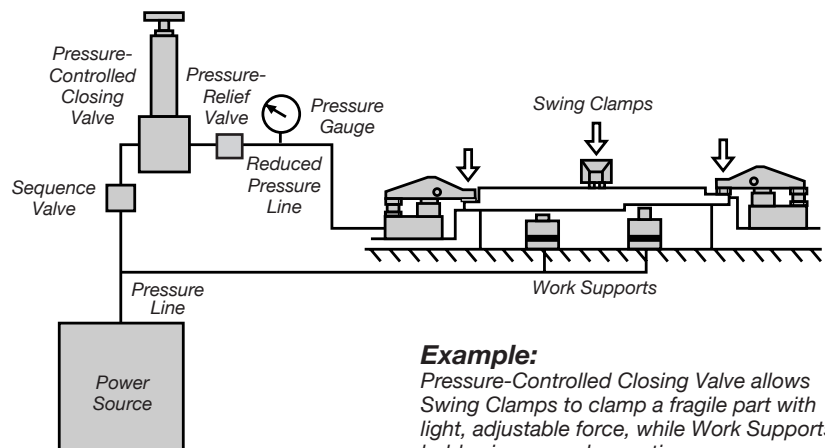 Pressure-
Controlled
Closing
Valve
Pressure-
Relief
Valve
Pressure
Gauge
Swing Clamps
Reduced
Pressure
Line
Sequence
Valve
Pressure
Line
Work Supports
Power
Source
Example:
Pressure-Controlled Closing Valve allows
Swing Clamps to clamp a fragile part with
light, adjustable force, while Work Supports